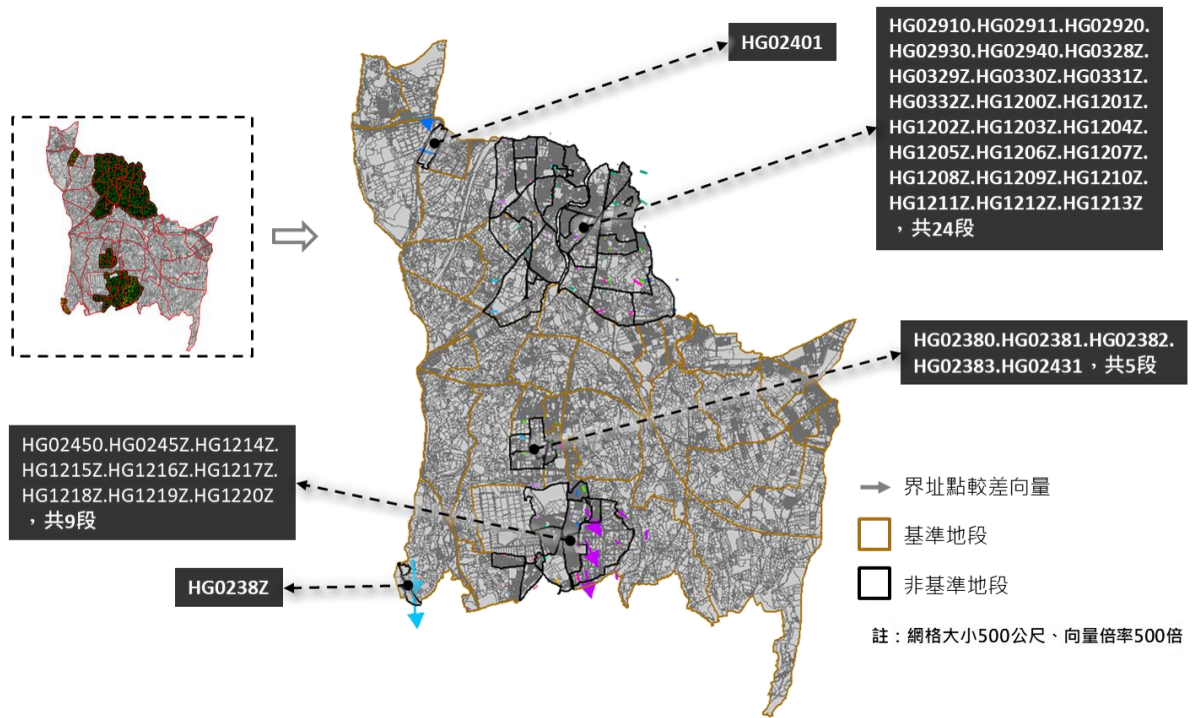 HG02401
HG02910.HG02911.HG02920.
HG02930.HG02940.HG0328Z.
HG0329Z.HG0330Z.HG0331Z.
HG0332Z.HG1200Z.HG1201Z.
HG1202Z.HG1203Z.HG1204Z.
HG1205Z.HG1206Z.HG1207Z.
HG1208Z.HG1209Z.HG1210Z.
HG1211Z.HG1212Z.HG1213Z
，共24段
HG02380.HG02381.HG02382.
HG02383.HG02431，共5段
HG02450.HG0245Z.HG1214Z.
HG1215Z.HG1216Z.HG1217Z.
HG1218Z.HG1219Z.HG1220Z
，共9段
HG0238Z
界址點較差向量
基準地段
非基準地段
註：網格大小500公尺、向量倍率500倍